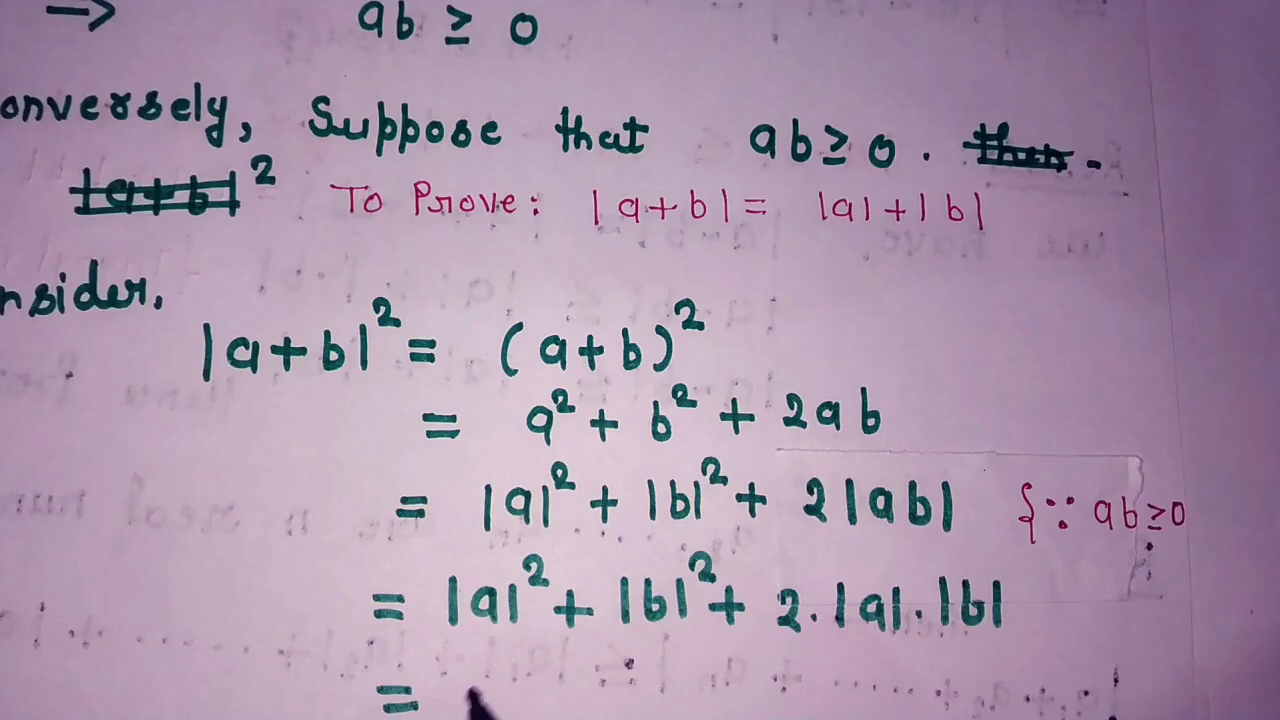 → ab ≥ 0
onversely, Suppose that ab ≥ 0.
|a+b|² To Prove: |a+b| = |a|+|b|
nsider,
|a+b|² = (a+b)²
= a² + b² + 2ab
= |a|² + |b|² + 2|ab| {∵ ab ≥ 0
= |a|² + |b|² + 2.|a|.|b|
=